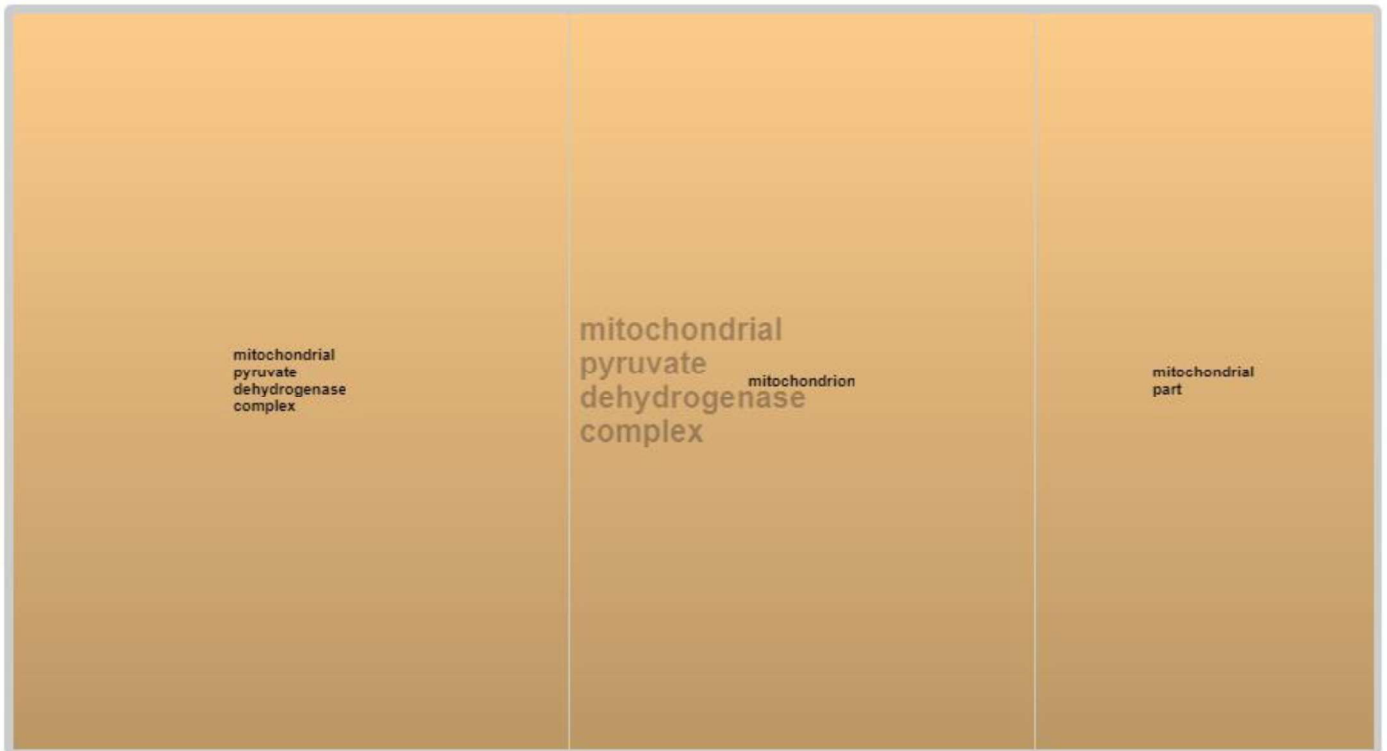 mitochondrial
pyruvate
dehydrogenase
complex
mitochondrial
pyruvate
dehydrogenase
complex
mitochondrion
mitochondrial
part